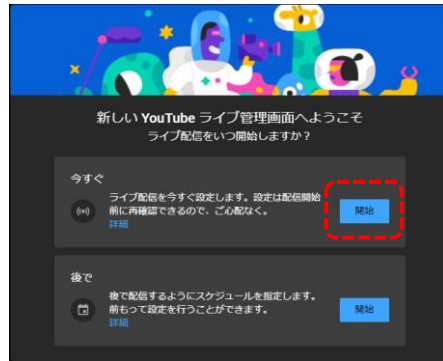 新しい YouTube ライブ管理画面へようこそ
ライブ配信をいつ開始しますか？
今すぐ
ライブ配信を今すぐ設定します。設定は配信開始
前に再確認できるので、ご心配なく。
詳細
開始
後で
後で配信するようにスケジュールを指定します。
前もって設定を行うことができます。
詳細
開始